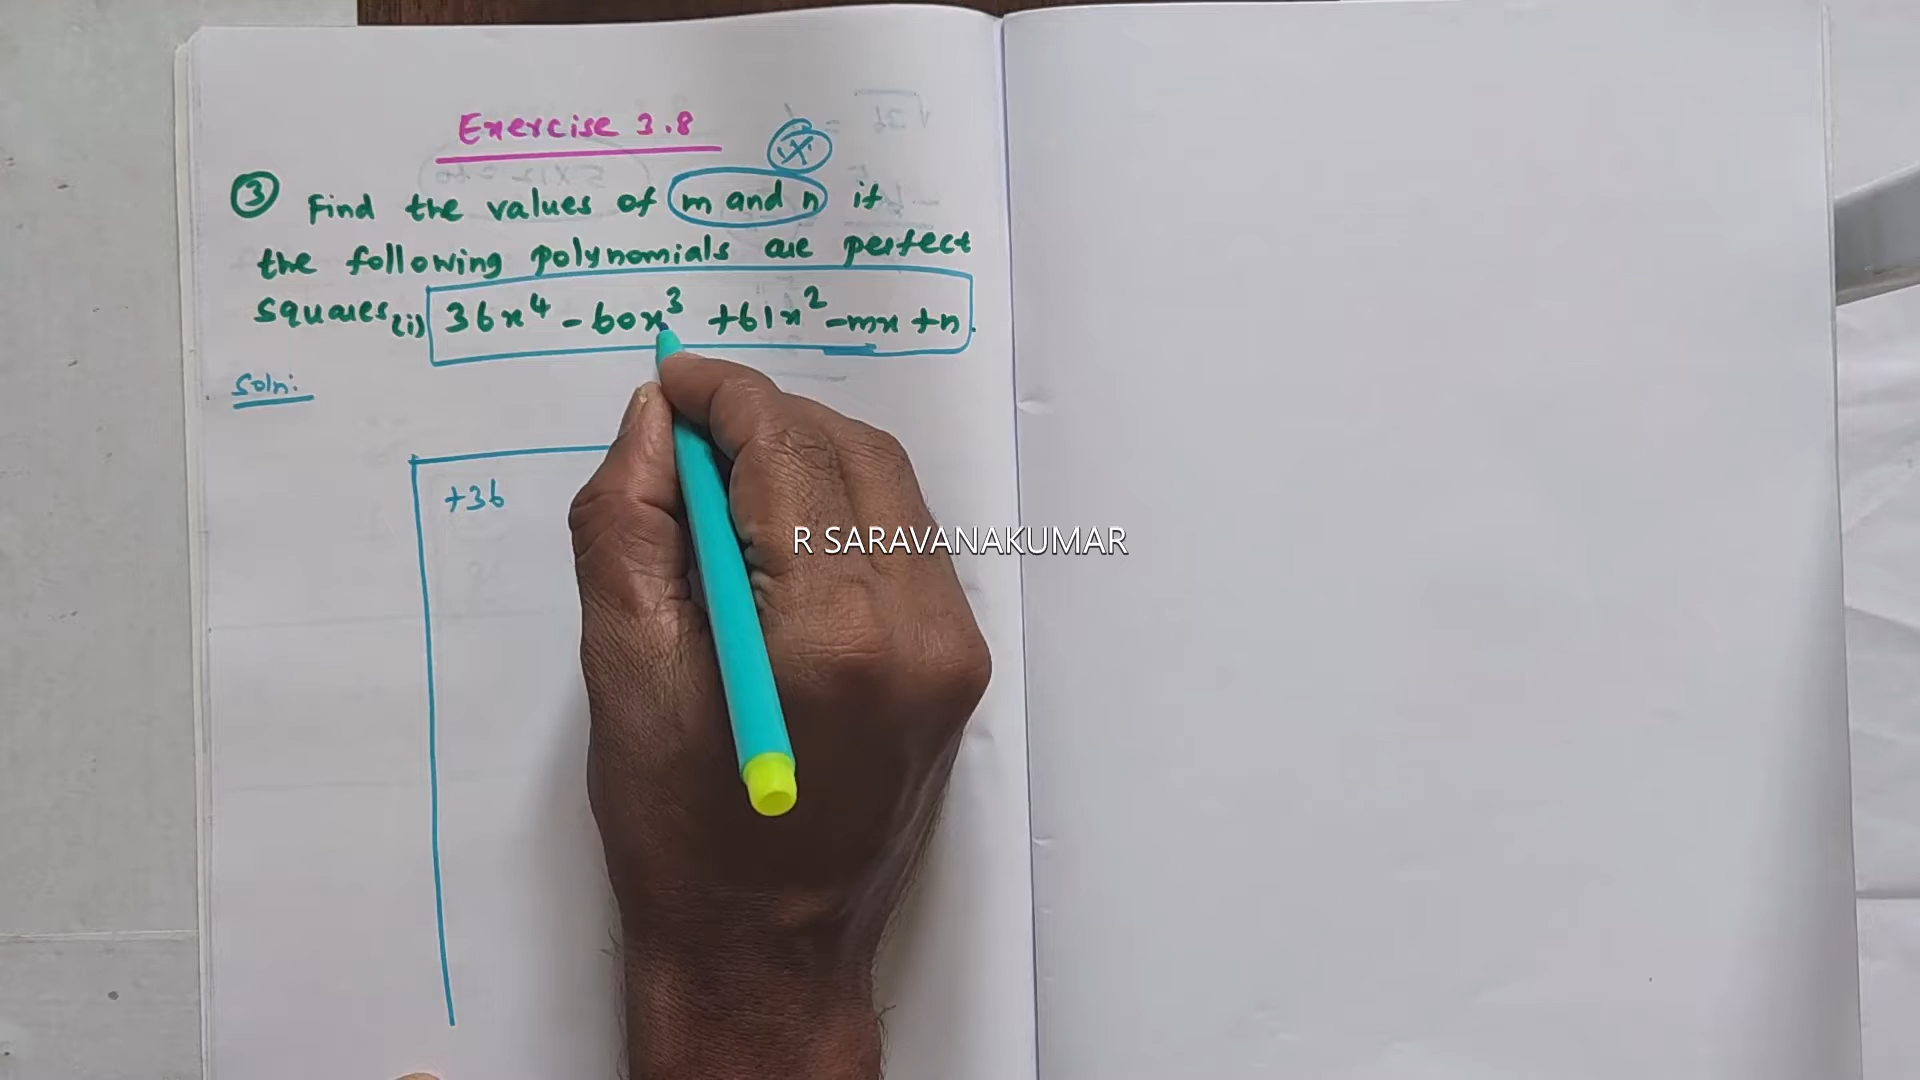 Exercise 3.8
③ Find the values of m and n if
the following polynomials are perfect
squares (i) 36x⁴ - 60x³ + 61x² - mx + n.
Soln:
+36
R SARAVANAKUMAR